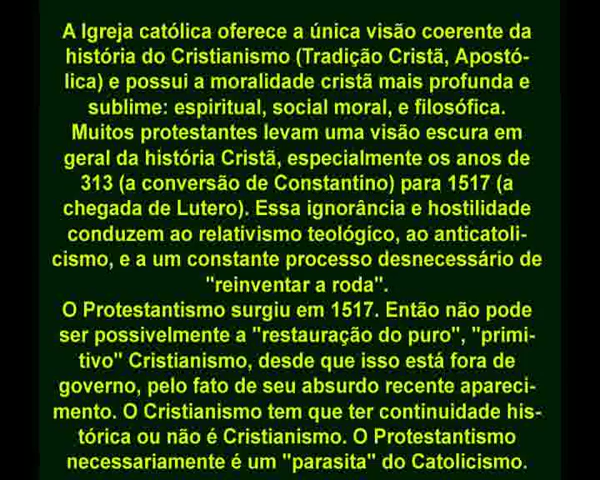 A Igreja católica oferece a única visão coerente da
história do Cristianismo (Tradição Cristã, Apostó-
lica) e possui a moralidade cristã mais profunda e
sublime: espiritual, social moral, e filosófica.
Muitos protestantes levam uma visão escura em
geral da história Cristã, especialmente os anos de
313 (a conversão de Constantino) para 1517 (a
chegada de Lutero). Essa ignorância e hostilidade
conduzem ao relativismo teológico, ao anticatoli-
cismo, e a um constante processo desnecessário de
"reinventar a roda".
O Protestantismo surgiu em 1517. Então não pode
ser possivelmente a "restauração do puro", "primi-
tivo" Cristianismo, desde que isso está fora de
governo, pelo fato de seu absurdo recente apareci-
mento. O Cristianismo tem que ter continuidade his-
tórica ou não é Cristianismo. O Protestantismo
necessariamente é um "parasita" do Catolicismo.